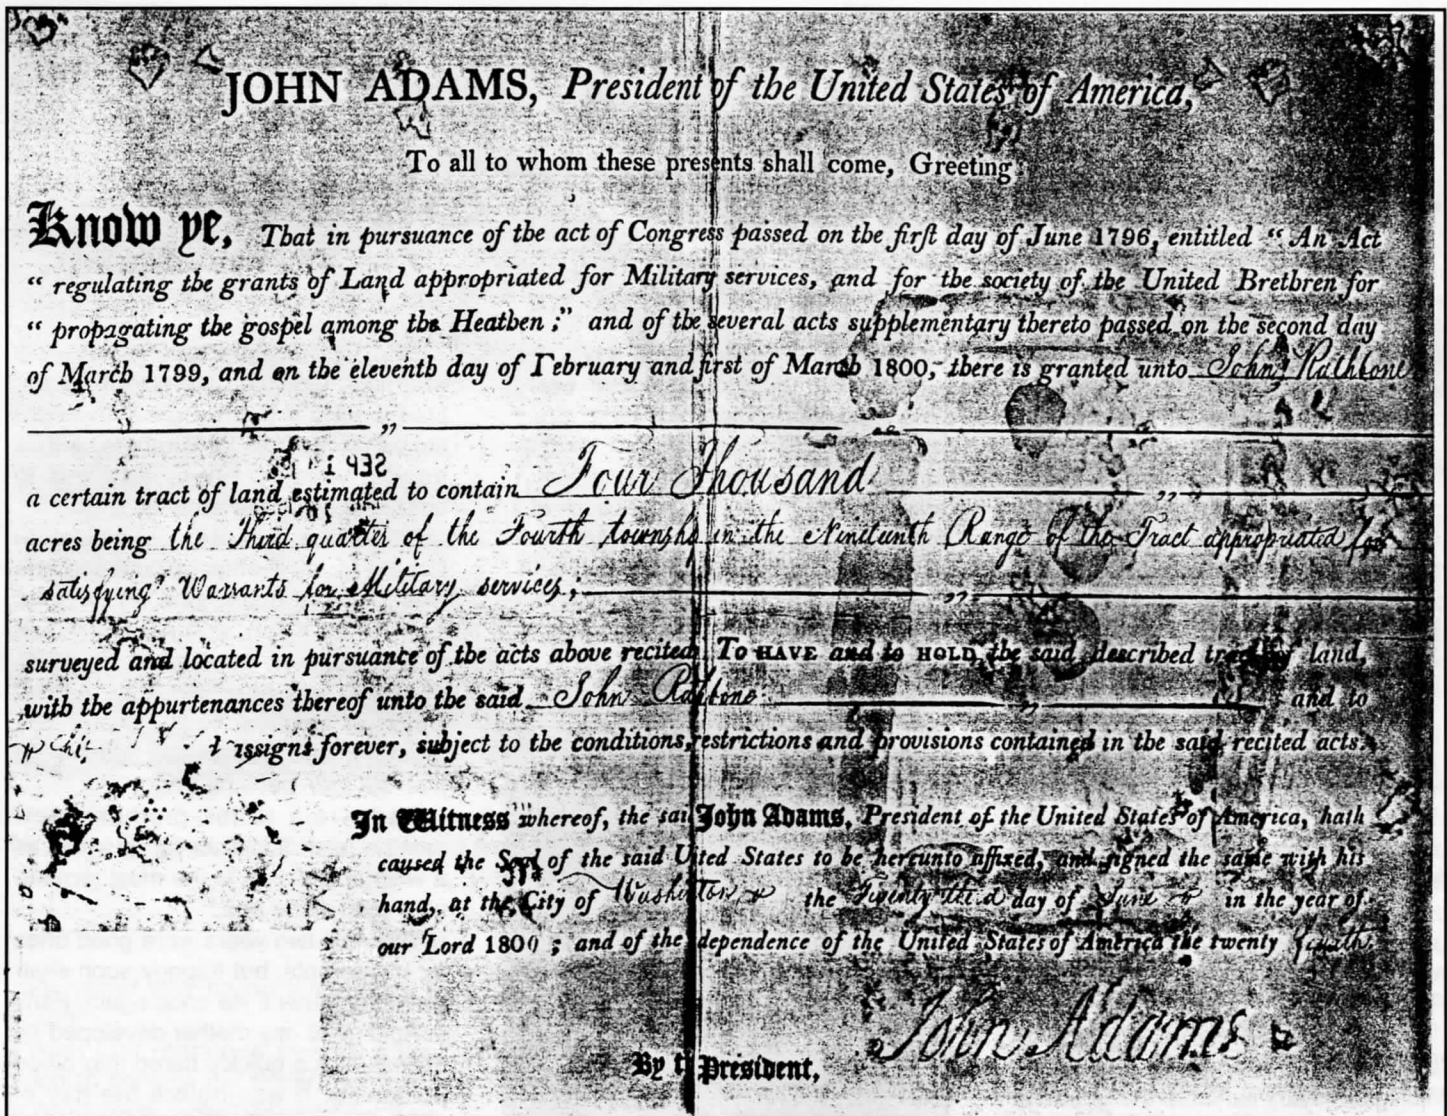 JOHN ADAMS, President of the United States of America,
To all to whom these presents shall come, Greeting:
Know ye, That in pursuance of the act of Congress passed on the first day of June 1796, entitled “An Act
“ regulating the grants of Land appropriated for Military services, and for the society of the United Brethren for
“ propagating the gospel among the Heathen ;” and of the several acts supplementary thereto passed on the second day
of March 1799, and on the eleventh day of February and first of March 1800, there is granted unto John Rathbone
a certain tract of land estimated to contain Four Thousand
acres being the Third quarter of the Fourth township in the Nineteenth Range of the Tract appropriated for
satisfying Warrants for Military services;
surveyed and located in pursuance of the acts above recited: To HAVE and to HOLD the said described tract of land,
with the appurtenances thereof unto the said John Rathbone and to
assigns forever, subject to the conditions, restrictions and provisions contained in the said recited acts.
In Witness whereof, the said John Adams, President of the United States of America, hath
caused the Seal of the said United States to be hereunto affixed, and signed the same with his
hand, at the City of Washington the Twenty third day of June in the year of
our Lord 1800 ; and of the dependence of the United States of America the twenty fourth.
John Adams
By the President,